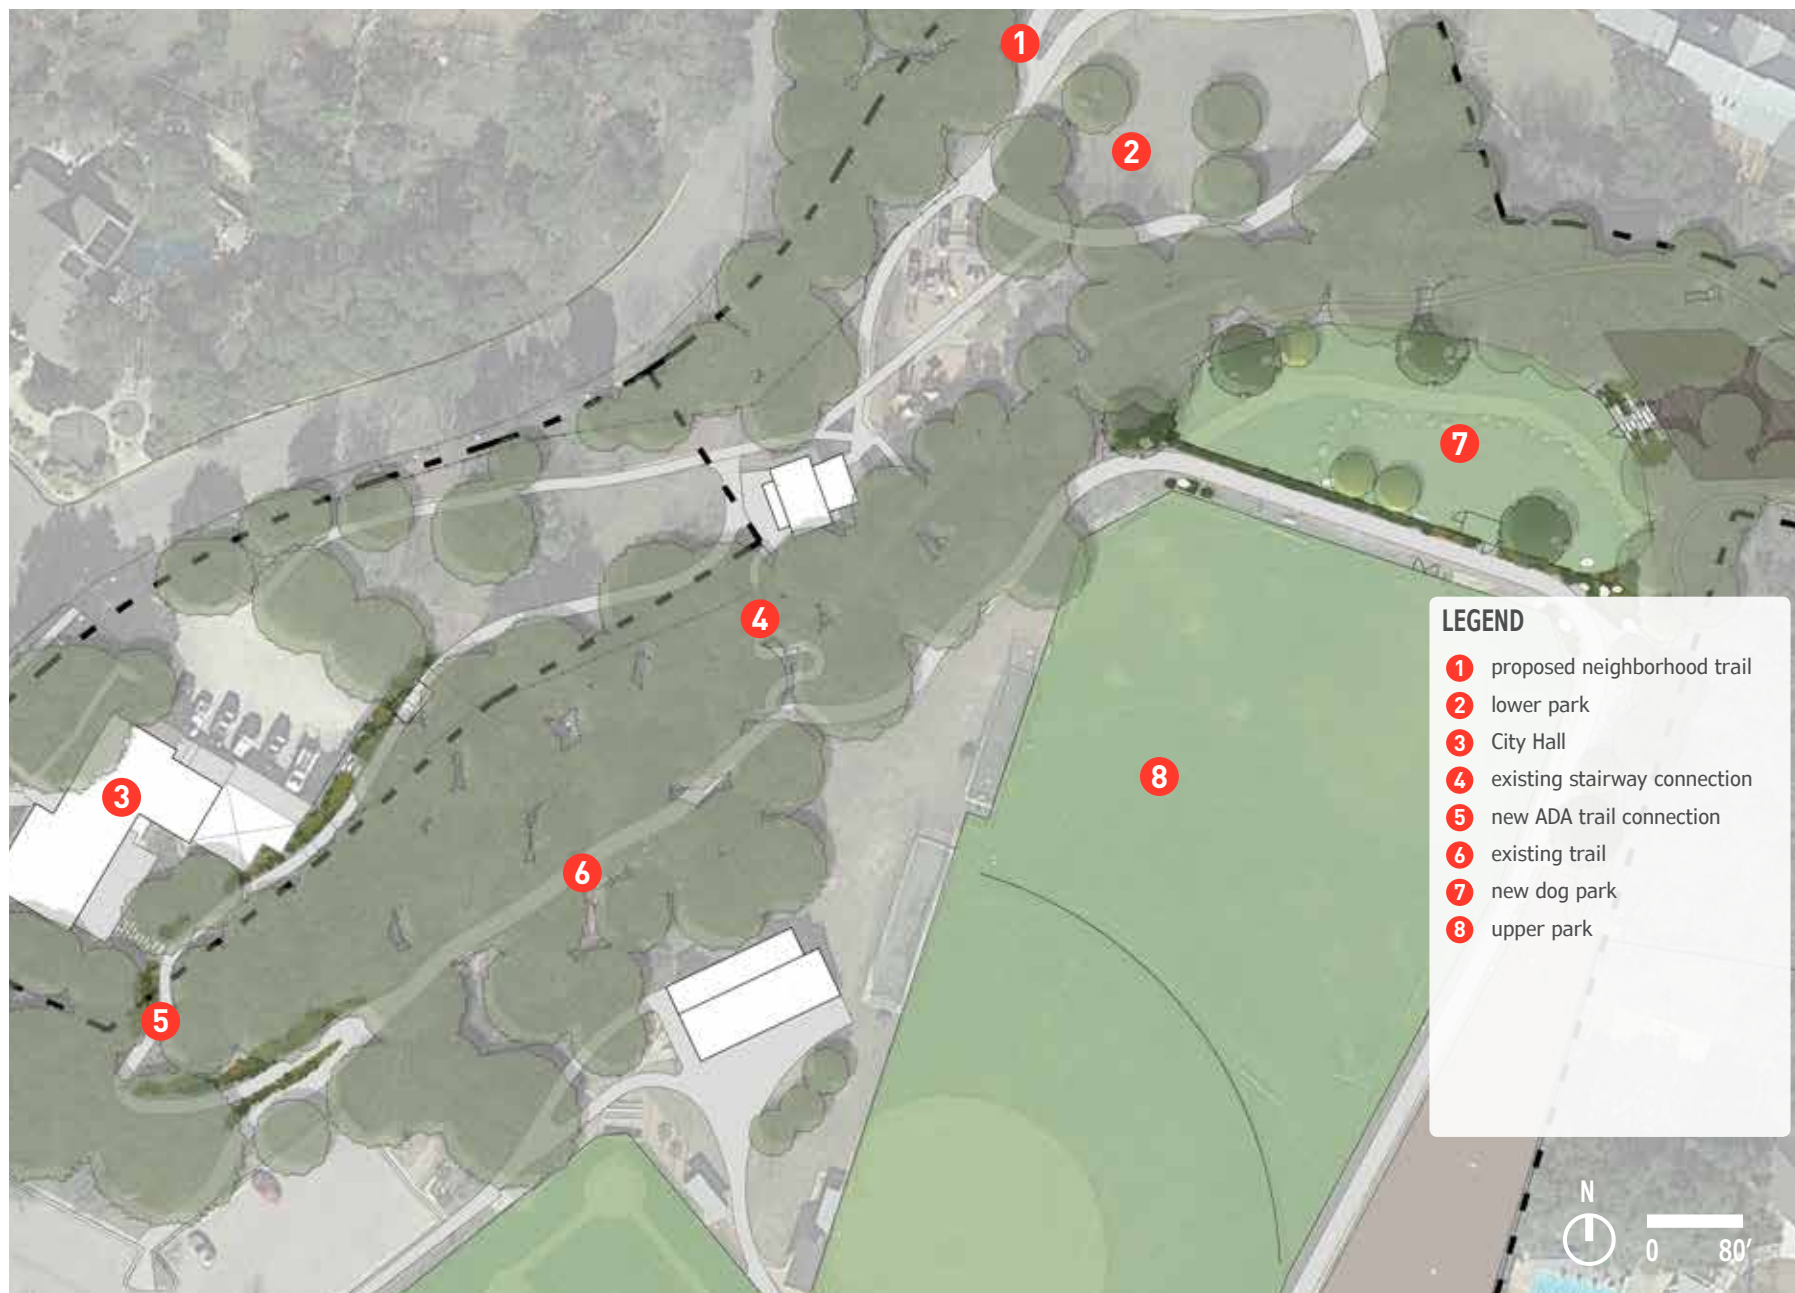 1
2
7
4
8
3
6
5
LEGEND
1 proposed neighborhood trail
2 lower park
3 City Hall
4 existing stairway connection
5 new ADA trail connection
6 existing trail
7 new dog park
8 upper park
N
0 80'